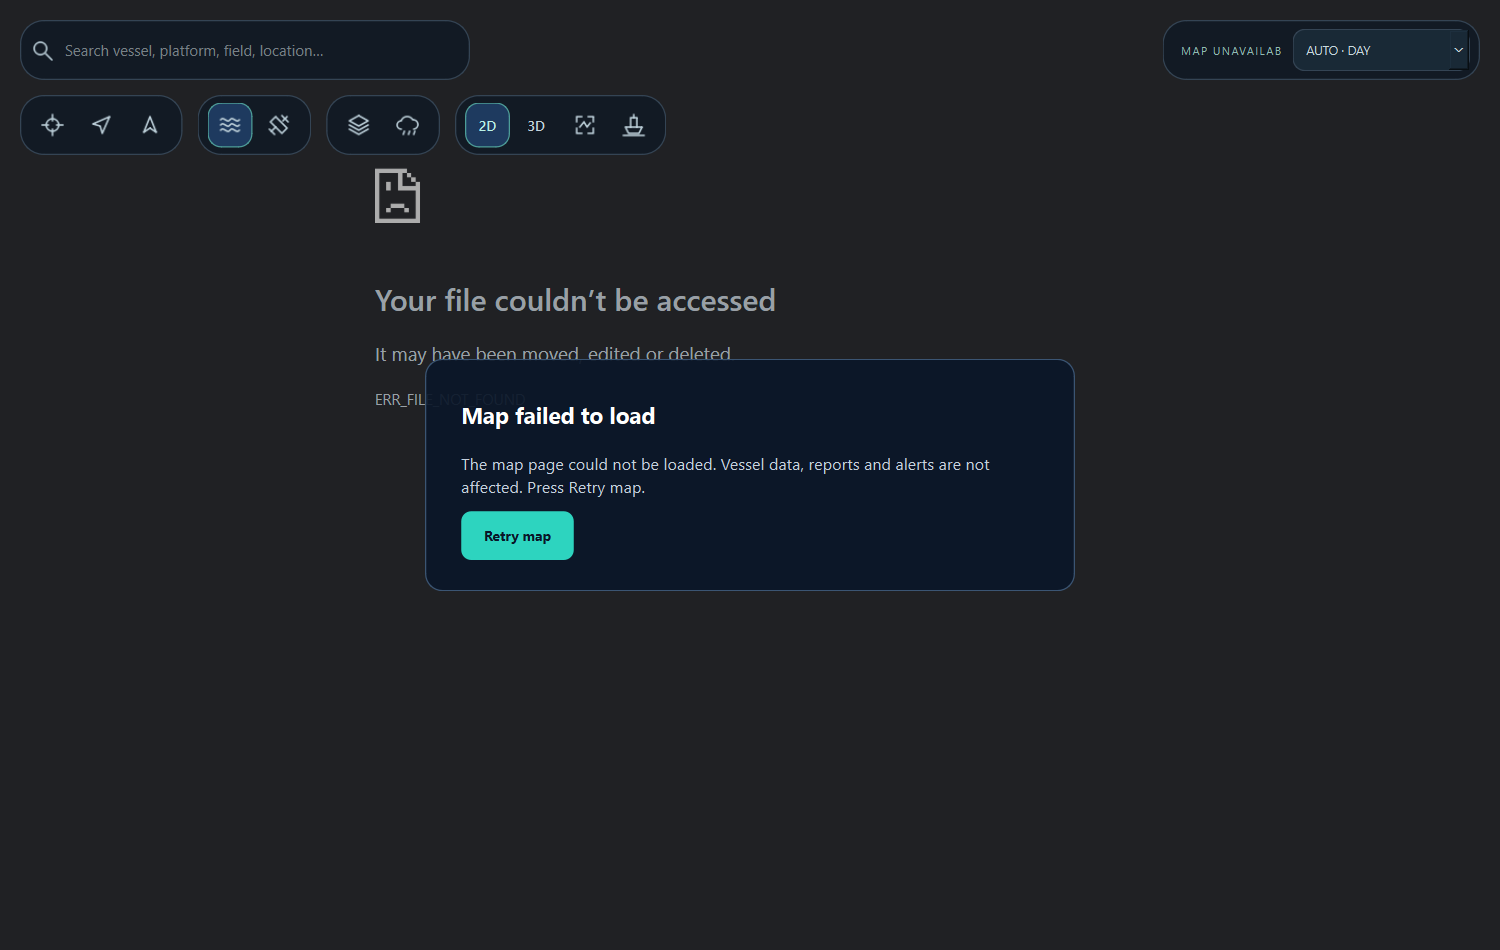 Search vessel, platform, field, location...
MAP UNAVAILAB
AUTO · DAY
2D
3D
Your file couldn’t be accessed
It may have been moved, edited or deleted
ERR_FILE_NOT_FOUND
Map failed to load
The map page could not be loaded. Vessel data, reports and alerts are not
affected. Press Retry map.
Retry map